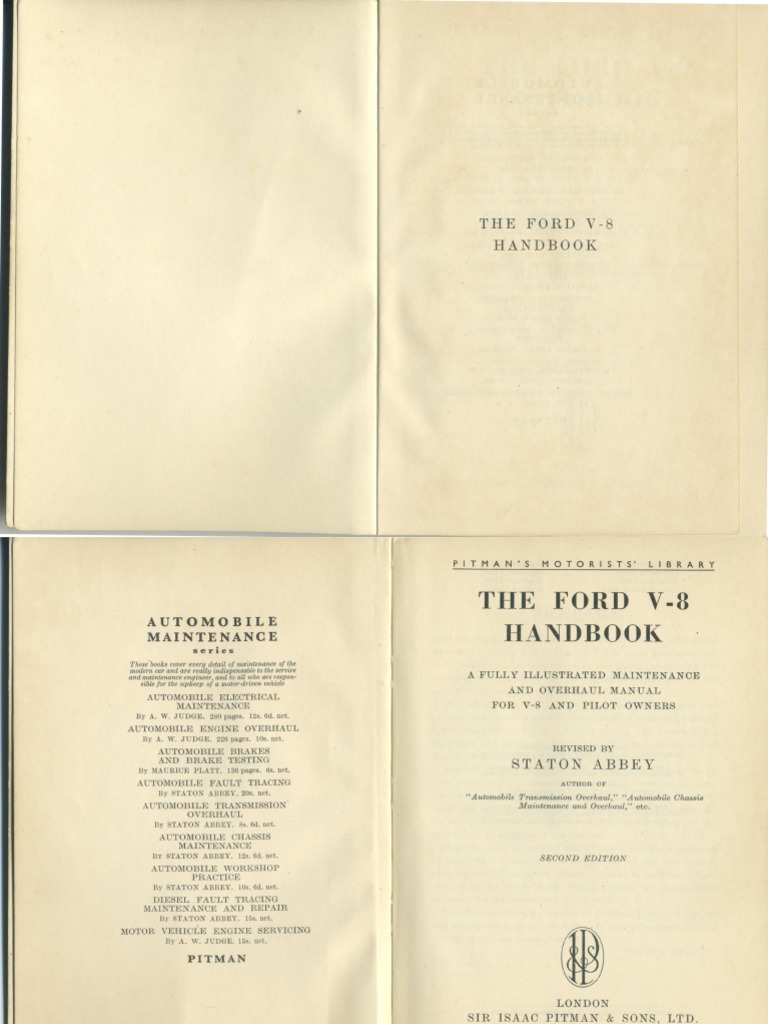 THE FORD V-8
HANDBOOK
AUTOMOBILE
MAINTENANCE
series
These books cover every detail of maintenance of the
modern car and are really indispensable to the service
and maintenance engineer, and to all who are respon-
sible for the upkeep of a motor-driven vehicle
AUTOMOBILE ELECTRICAL
MAINTENANCE
By A. W. JUDGE. 280 pages. 12s. 6d. net.
AUTOMOBILE ENGINE OVERHAUL
By A. W. JUDGE. 226 pages. 10s. net.
AUTOMOBILE BRAKES
AND BRAKE TESTING
By MAURICE PLATT. 136 pages. 6s. net.
AUTOMOBILE FAULT TRACING
By STATON ABBEY. 20s. net.
AUTOMOBILE TRANSMISSION
OVERHAUL
By STATON ABBEY. 8s. 6d. net.
AUTOMOBILE CHASSIS
MAINTENANCE
By STATON ABBEY. 12s. 6d. net.
AUTOMOBILE WORKSHOP
PRACTICE
By STATON ABBEY. 10s. 6d. net.
DIESEL FAULT TRACING
MAINTENANCE AND REPAIR
By STATON ABBEY. 15s. net.
MOTOR VEHICLE ENGINE SERVICING
By A. W. JUDGE. 15s. net.
PITMAN
PITMAN'S MOTORISTS' LIBRARY
THE FORD V-8
HANDBOOK
A FULLY ILLUSTRATED MAINTENANCE
AND OVERHAUL MANUAL
FOR V-8 AND PILOT OWNERS
REVISED BY
STATON ABBEY
AUTHOR OF
"Automobile Transmission Overhaul," "Automobile Chassis
Maintenance and Overhaul," etc.
SECOND EDITION
LONDON
SIR ISAAC PITMAN & SONS, LTD.